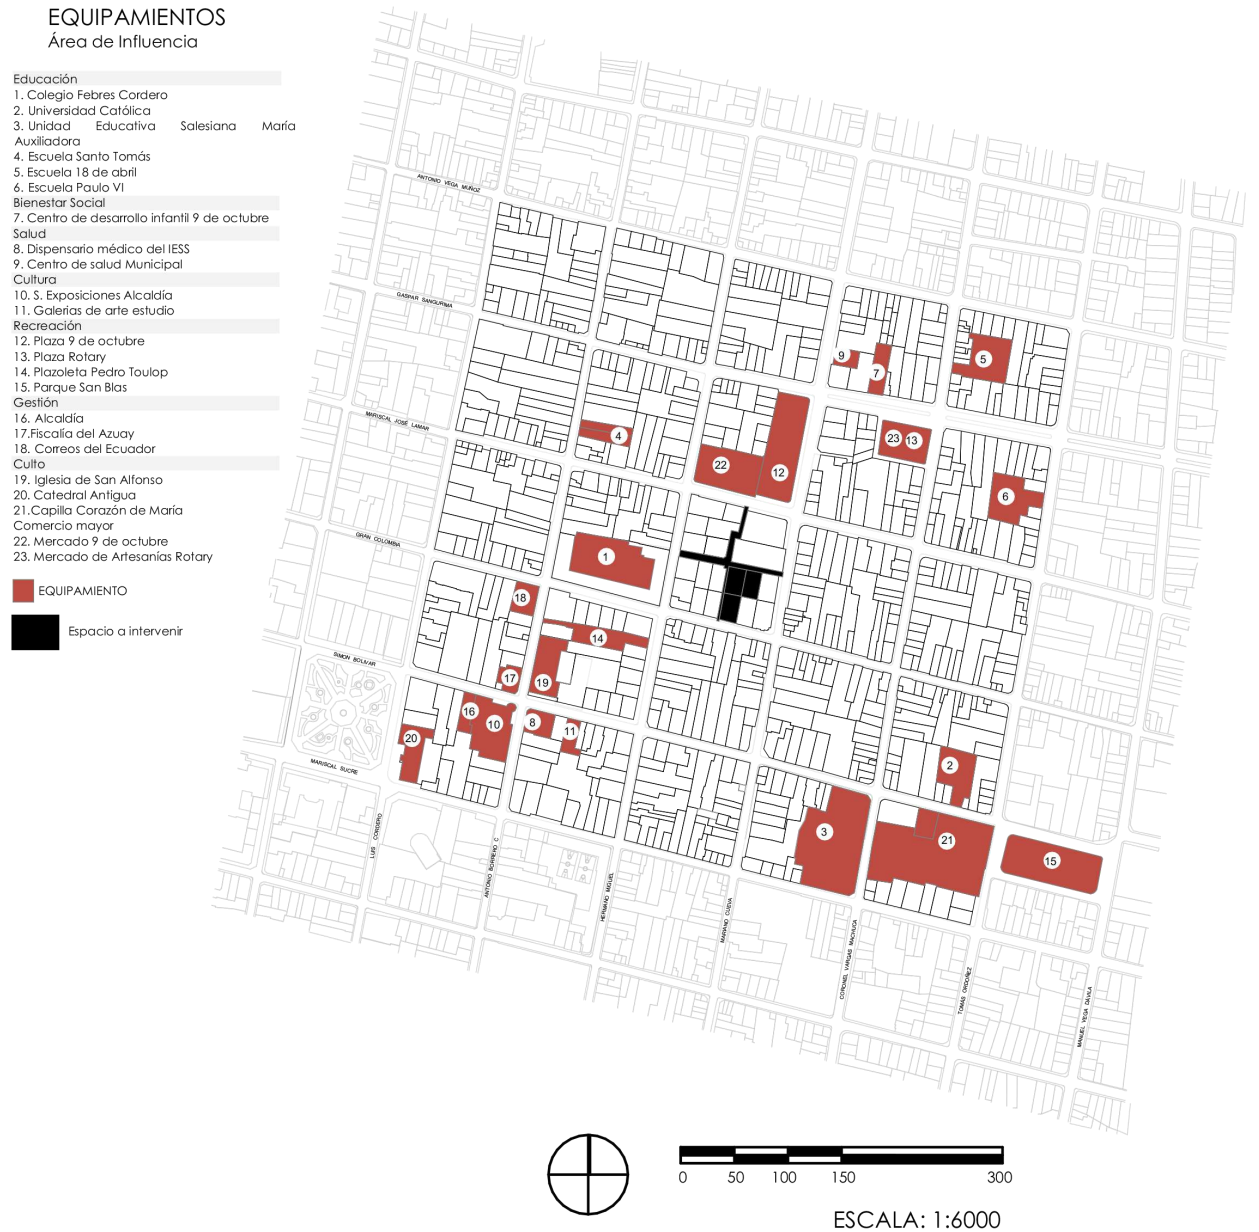 EQUIPAMIENTOS
Área de Influencia
Educación
1. Colegio Febres Cordero
2. Universidad Católica
3. Unidad Educativa Salesiana María
Auxiliadora
4. Escuela Santo Tomás
5. Escuela 18 de abril
6. Escuela Paulo VI
Bienestar Social
7. Centro de desarrollo infantil 9 de octubre
Salud
8. Dispensario médico del IESS
9. Centro de salud Municipal
Cultura
10. S. Exposiciones Alcaldía
11. Galerias de arte estudio
Recreación
12. Plaza 9 de octubre
13. Plaza Rotary
14. Plazoleta Pedro Toulop
15. Parque San Blas
Gestión
16. Alcaldía
17.Fiscalía del Azuay
18. Correos del Ecuador
Culto
19. Iglesia de San Alfonso
20. Catedral Antigua
21.Capilla Corazón de María
Comercio mayor
22. Mercado 9 de octubre
23. Mercado de Artesanías Rotary
EQUIPAMIENTO
Espacio a intervenir
ANTONIO VEGA MUÑOZ
GASPAR SANGURIMA
MARISCAL JOSÉ LAMAR
GRAN COLOMBIA
SIMON BOLIVAR
MARISCAL SUCRE
LUIS CORDERO
ANTONIO BORRERO C
HERMANO MIGUEL
MARIANO CUEVA
CORONEL VARGAS MACHUCA
TOMAS ORDOÑEZ
MANUEL VEGA DAVILA
5
9
7
4
23
13
22
12
6
1
18
14
17
19
16
10
8
11
20
2
3
21
15
0
50
100
150
300
ESCALA: 1:6000